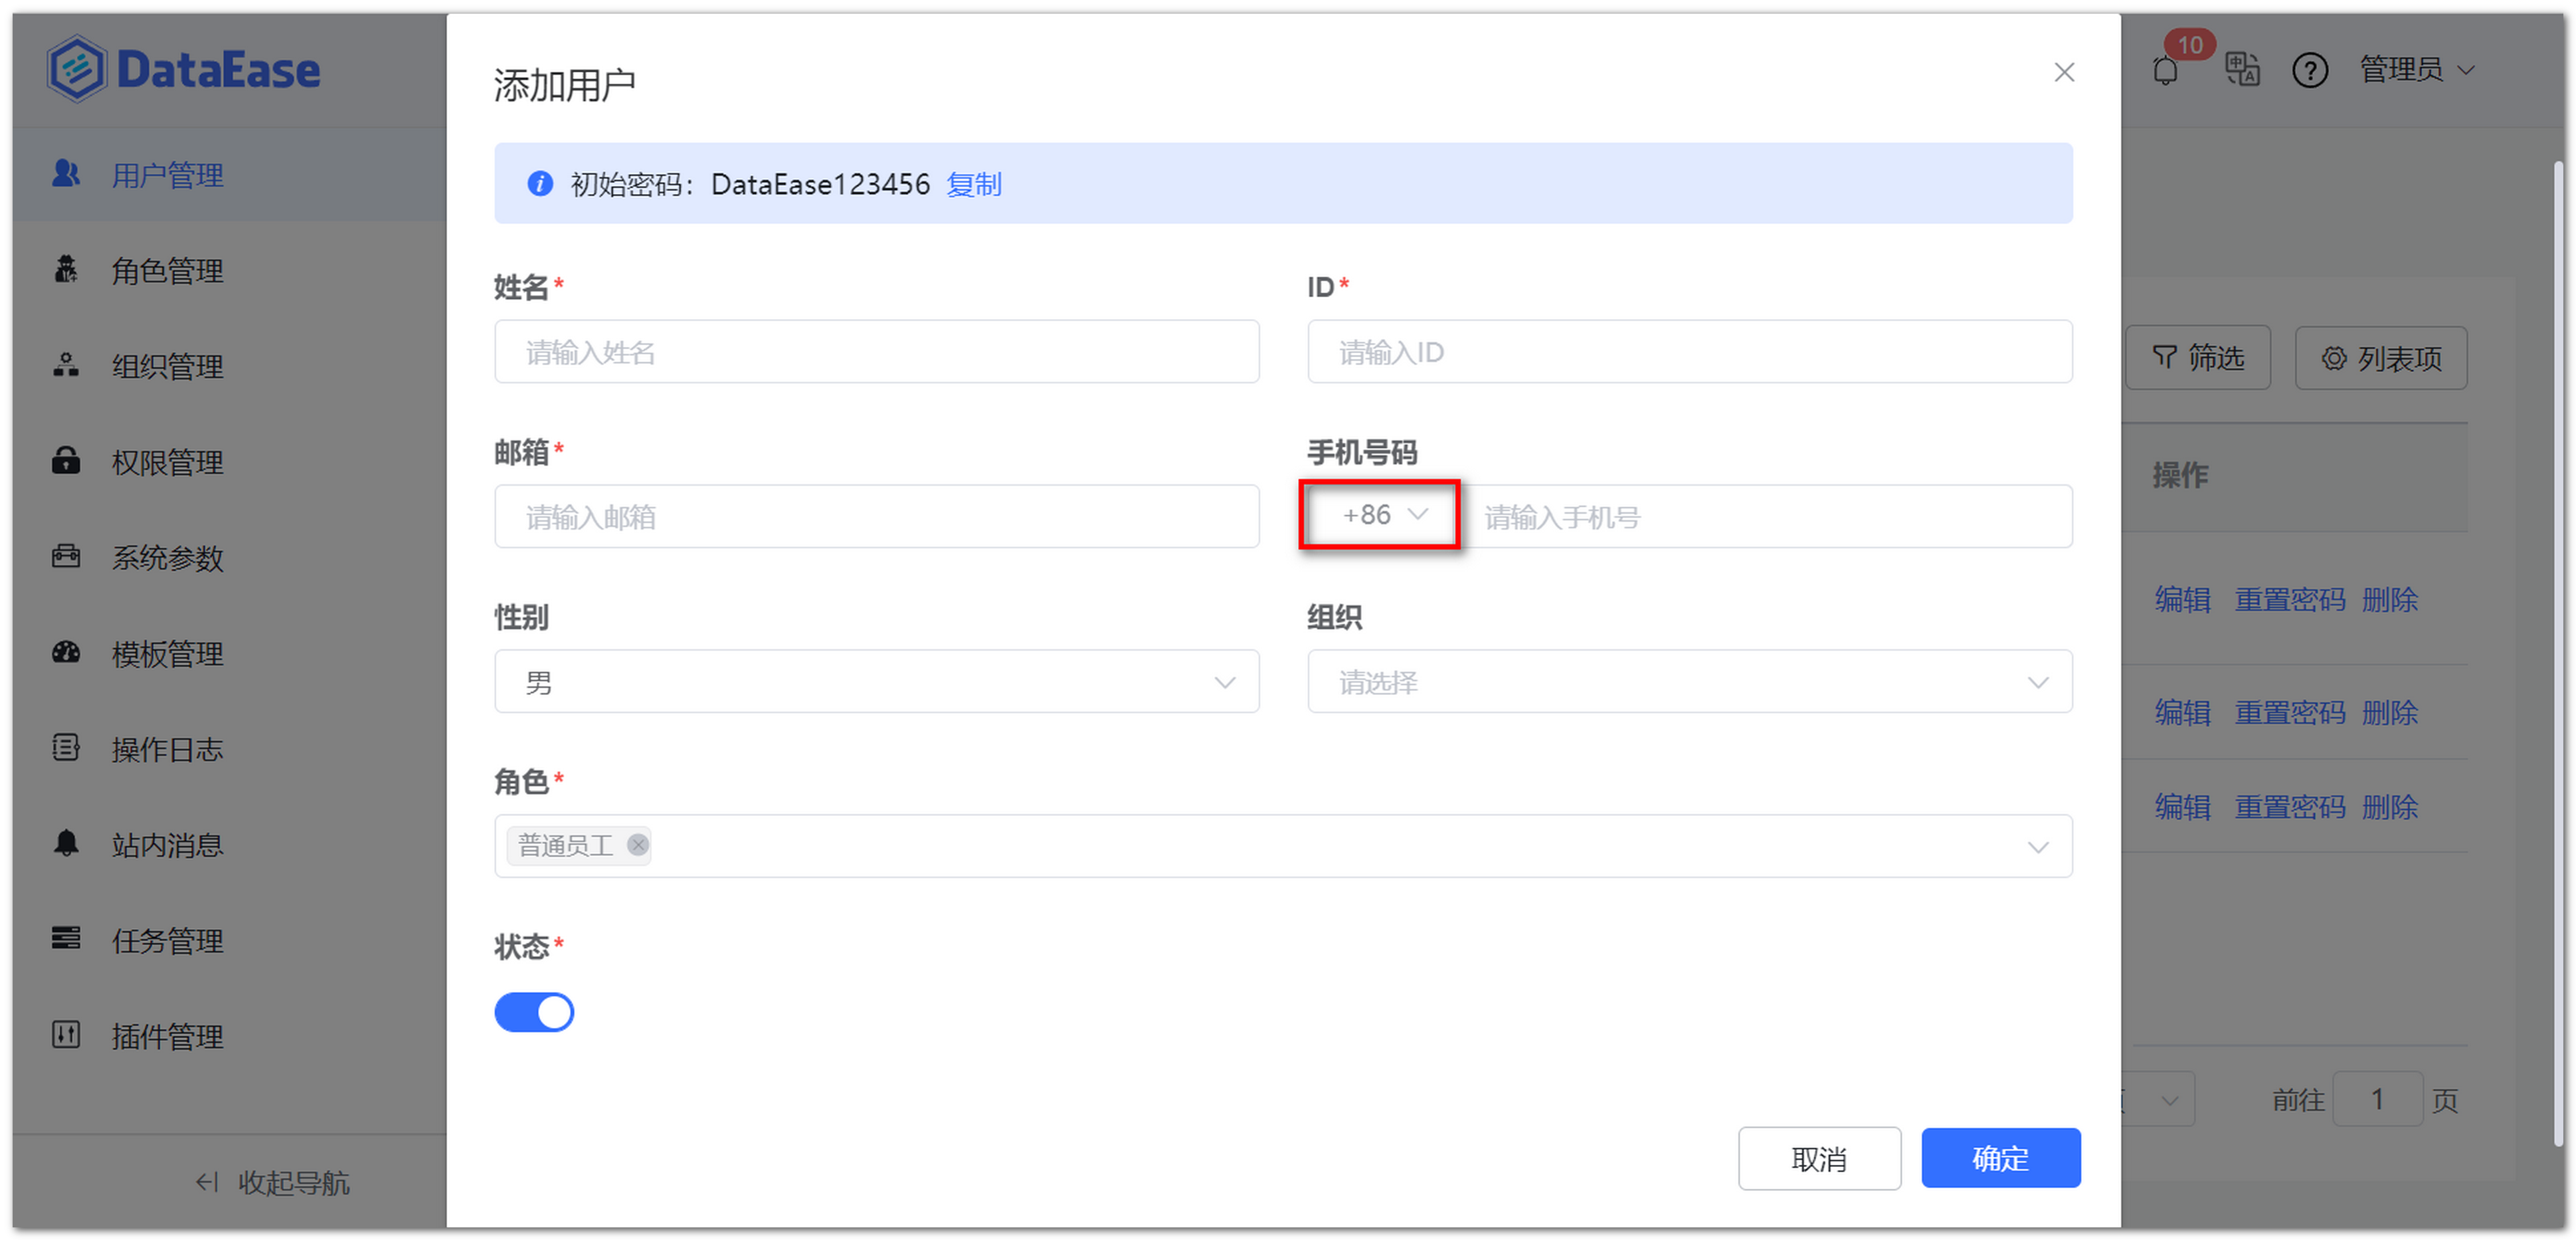 DataEase
用户管理
角色管理
组织管理
权限管理
系统参数
模板管理
操作日志
站内消息
任务管理
插件管理
收起导航
添加用户
初始密码： DataEase123456 复制
姓名*
请输入姓名
ID*
请输入ID
邮箱*
请输入邮箱
手机号码
+86
请输入手机号
性别
男
组织
请选择
角色*
普通员工
状态*
取消
确定
10
中
A
?
管理员
筛选
列表项
操作
编辑 重置密码 删除
编辑 重置密码 删除
编辑 重置密码 删除
前往 1 页